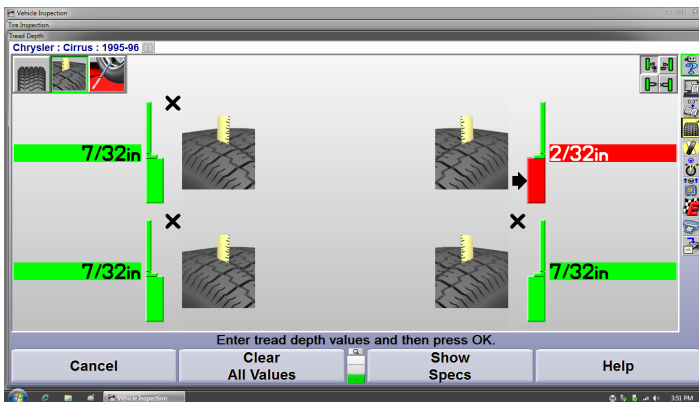 Vehicle Inspection
Tire Inspection
Tread Depth
Chrysler : Cirrus : 1995-96
7/32in
2/32in
7/32in
7/32in
Enter tread depth values and then press OK.
Cancel
Clear
All Values
Show
Specs
Help
Vehicle Inspection
3:51 PM